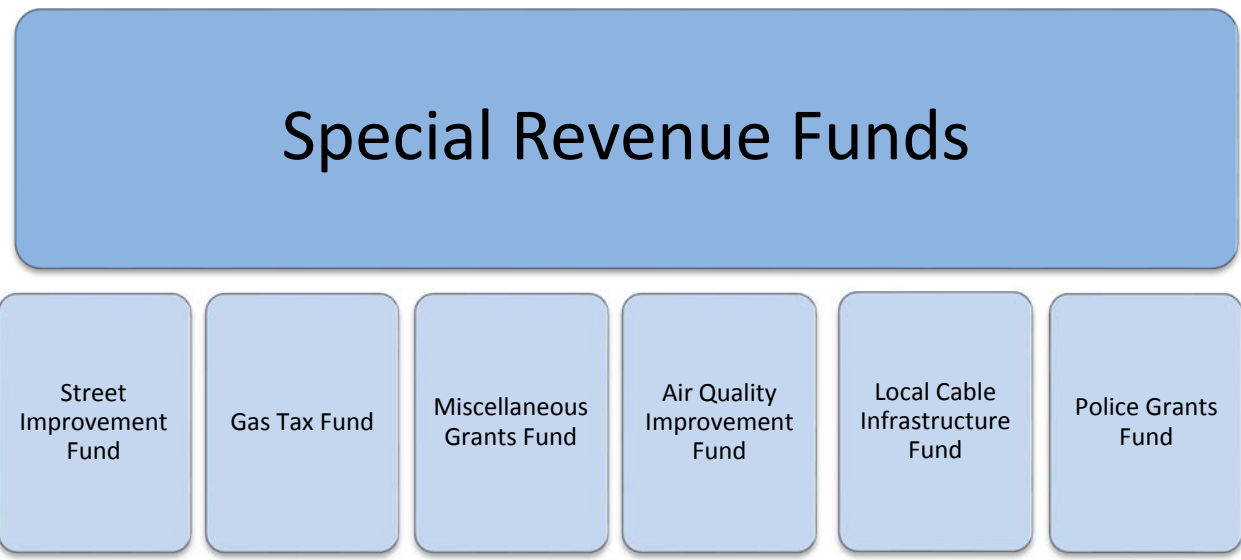 Special Revenue Funds
Street
Improvement
Fund
Gas Tax Fund
Miscellaneous
Grants Fund
Air Quality
Improvement
Fund
Local Cable
Infrastructure
Fund
Police Grants
Fund